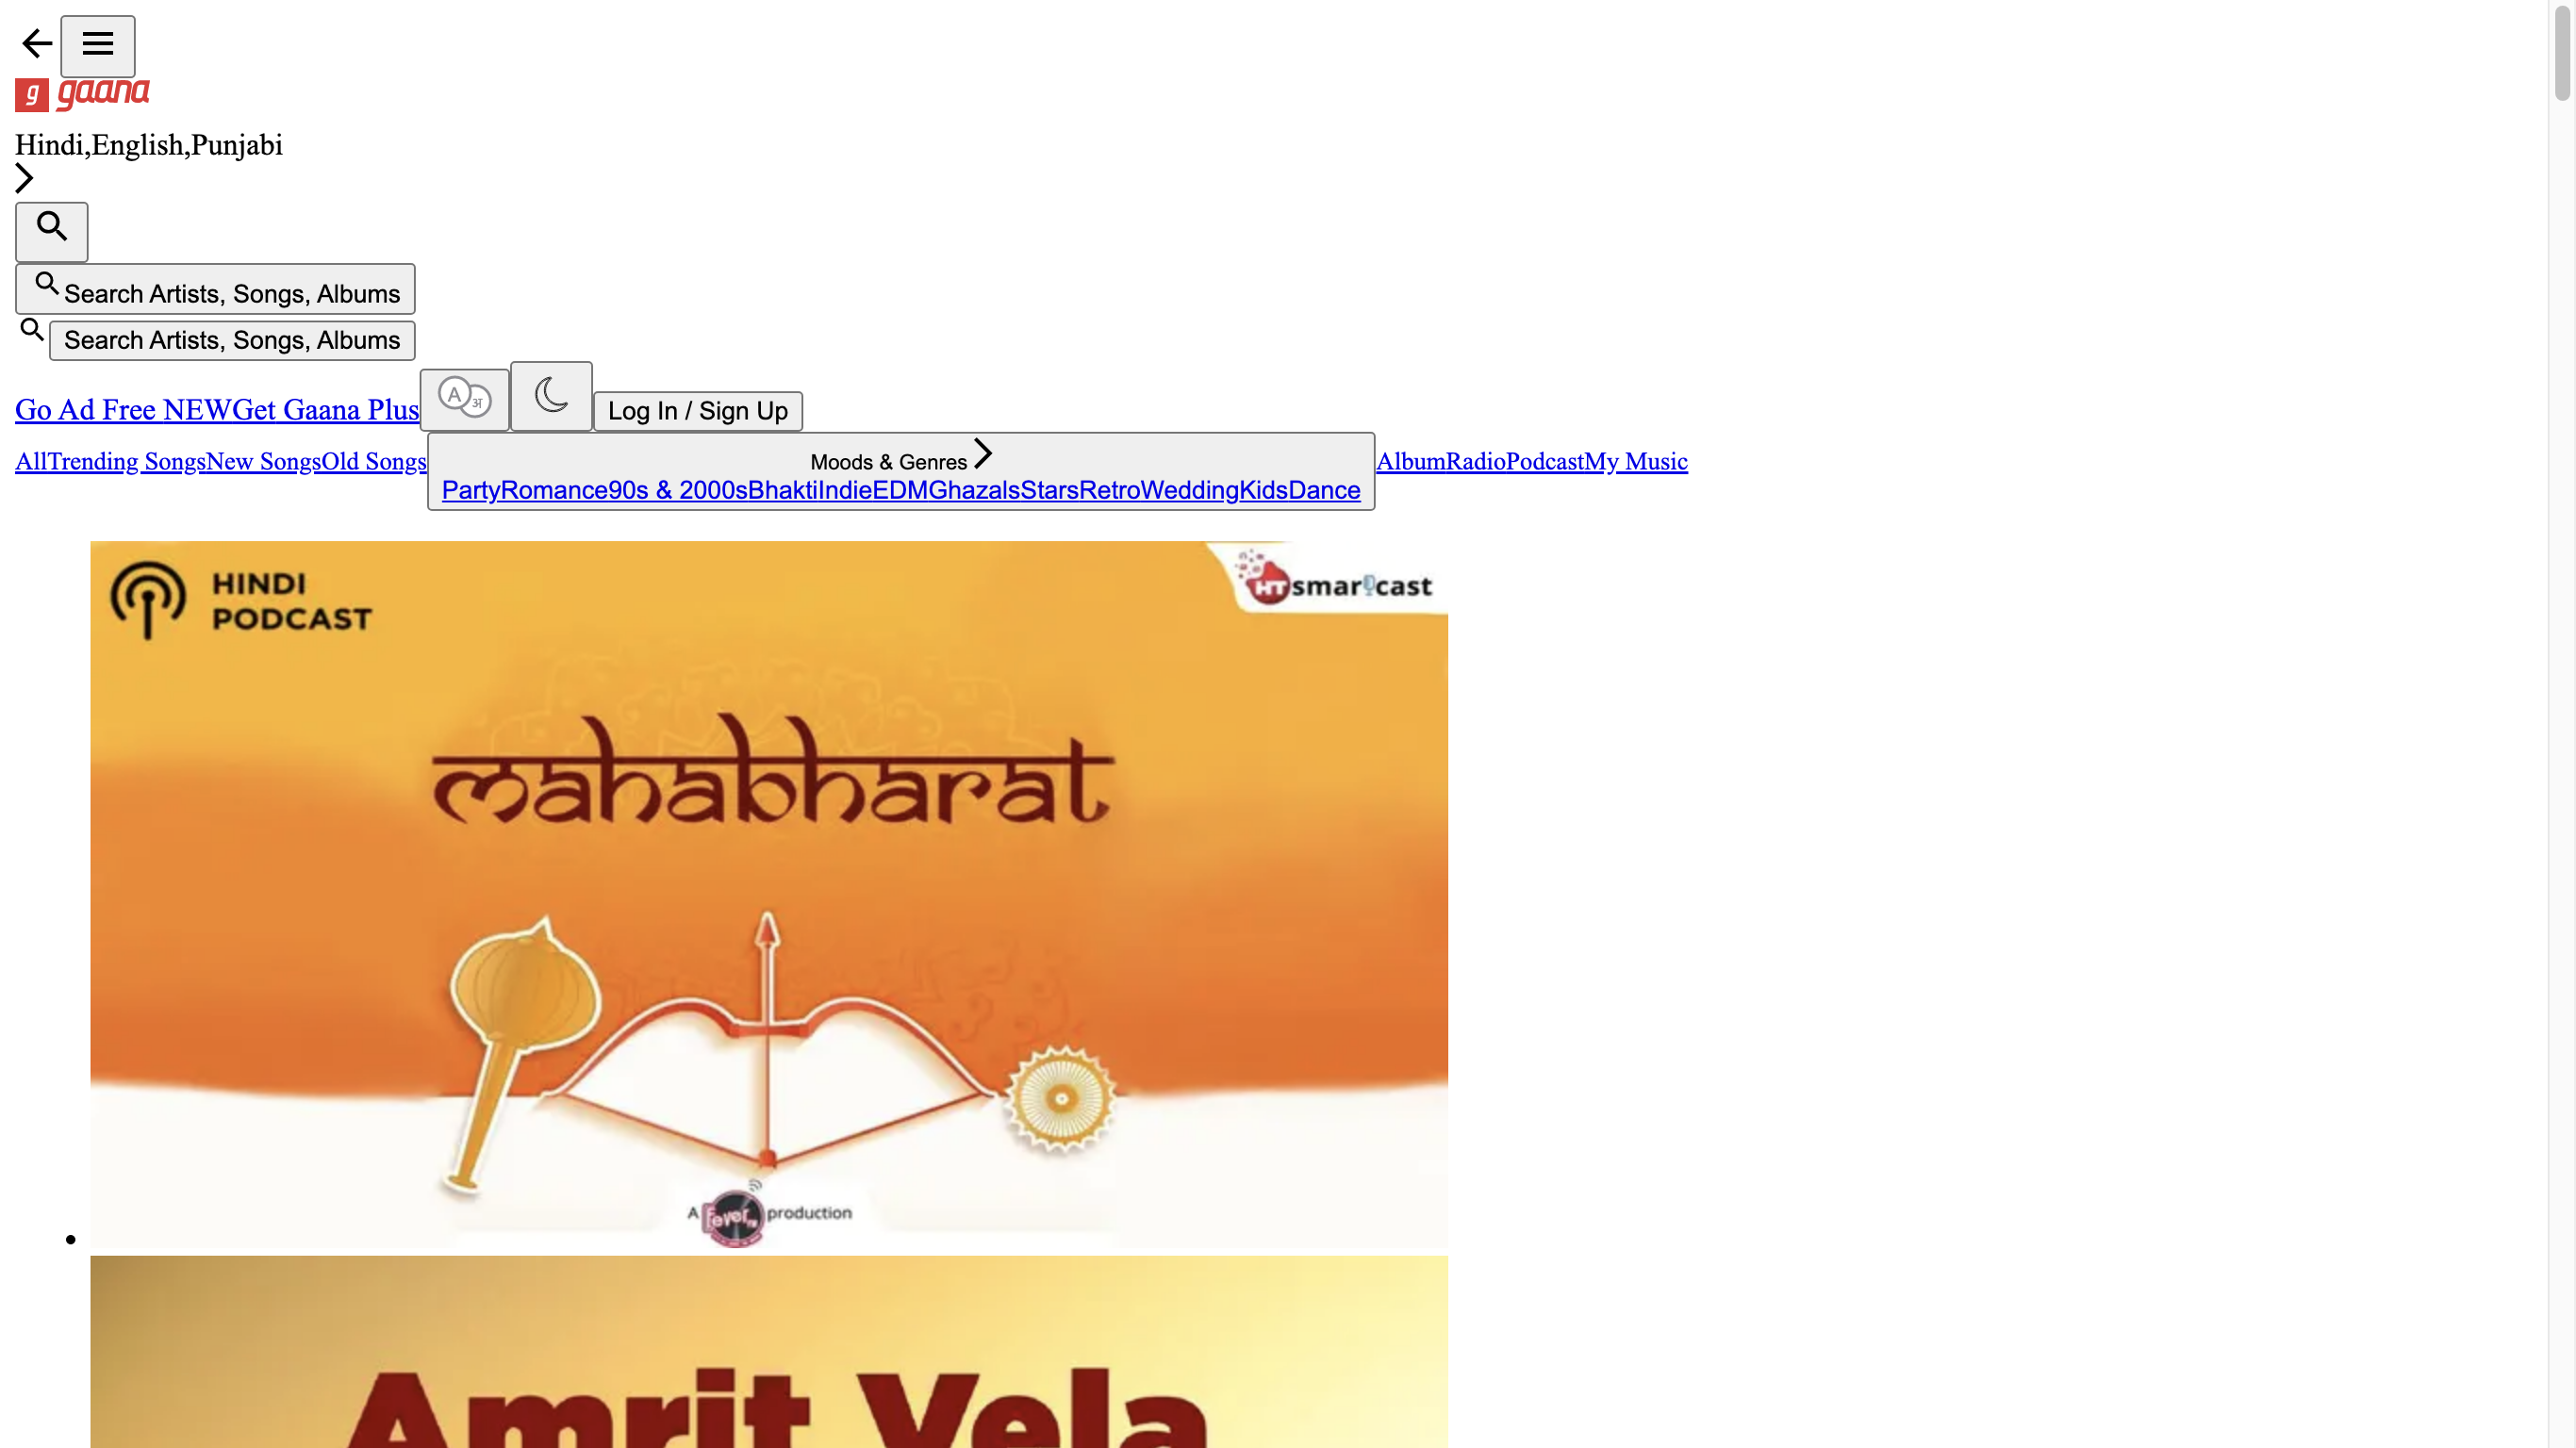 g gaana
Hindi,English,Punjabi
Search Artists, Songs, Albums
Search Artists, Songs, Albums
Go Ad Free NEWGet Gaana Plus A अ Log In / Sign Up
AllTrending SongsNew SongsOld Songs Moods & Genres AlbumRadioPodcastMy Music
PartyRomance90s & 2000sBhaktiIndieEDMGhazalsStarsRetroWeddingKidsDance
HINDI
PODCAST
HT smartcast
mahabharat
A Fever FM production
Amrit Vela